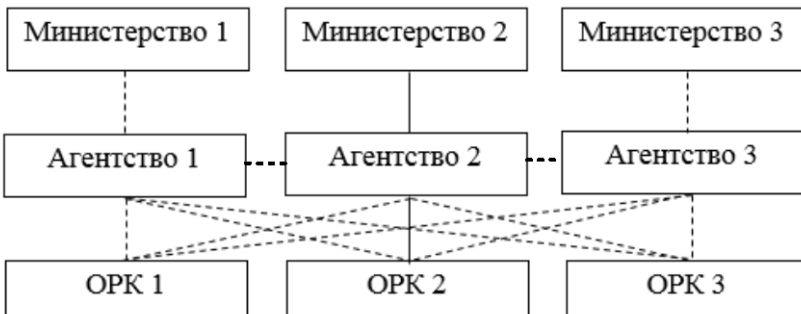 Министерство 1
Министерство 2
Министерство 3
Агентство 1
Агентство 2
Агентство 3
ОРК 1
ОРК 2
ОРК 3